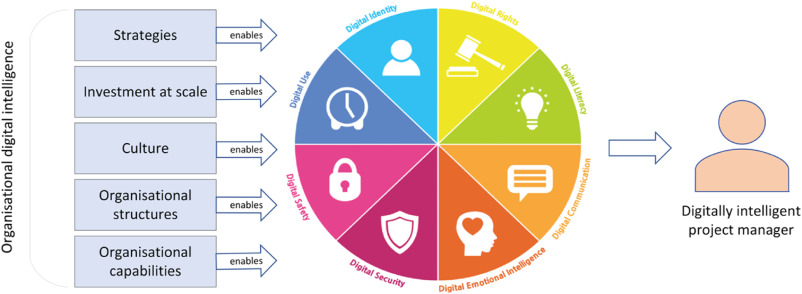 Organisational digital intelligence
Strategies
enables
Investment at scale
enables
Culture
enables
Organisational
structures
enables
Organisational
capabilities
enables
Digital Identity
Digital Rights
Digital Literacy
Digital Communication
Digital Emotional Intelligence
Digital Security
Digital Safety
Digital Use
Digitally intelligent
project manager